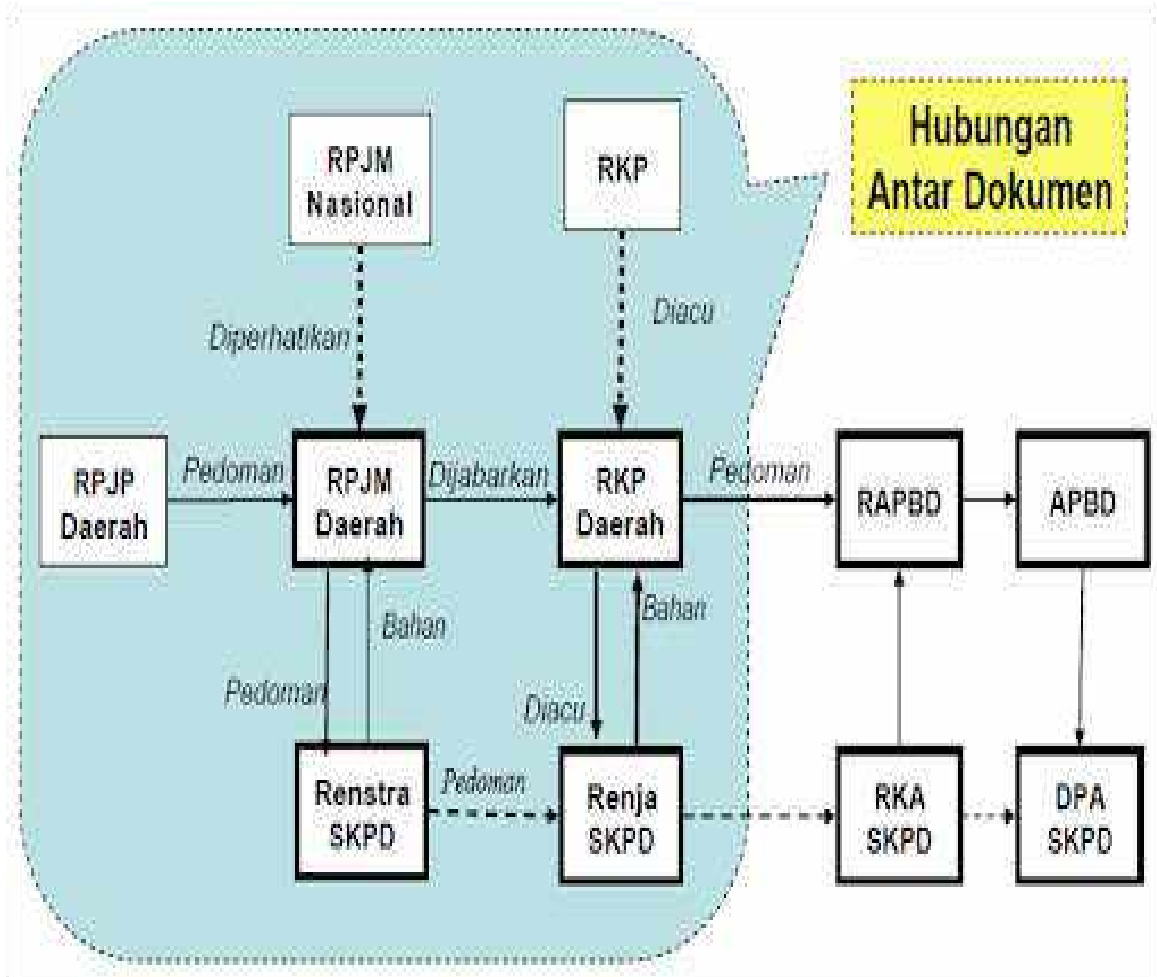 RPJM
Nasional
RKP
Hubungan
Antar Dokumen
Diperhatikan
Diacu
RPJP
Daerah
Pedoman
RPJM
Daerah
Dijabarkan
RKP
Daerah
Pedoman
RAPBD
APBD
Bahan
Pedoman
Bahan
Diacu
Renstra
SKPD
Pedoman
Renja
SKPD
RKA
SKPD
DPA
SKPD